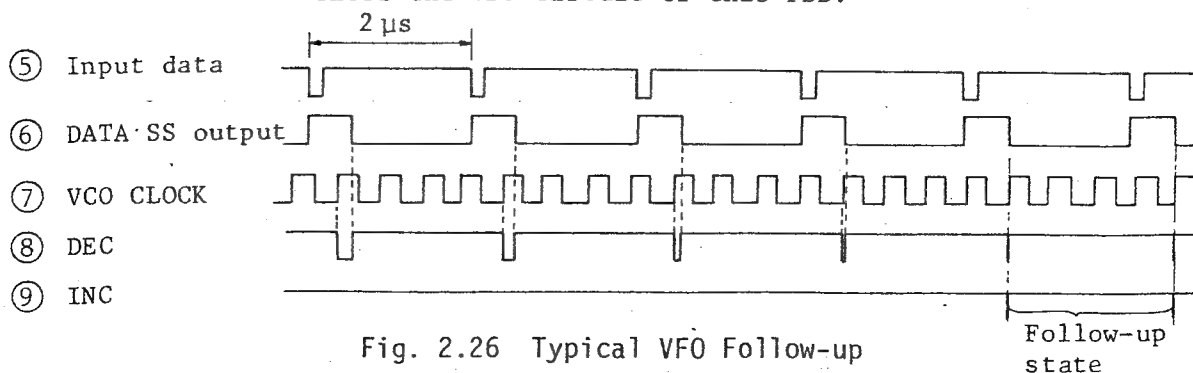 2 μs
⑤ Input data
⑥ DATA SS output
⑦ VCO CLOCK
⑧ DEC
⑨ INC
Follow-up
state
Fig. 2.26 Typical VFO Follow-up